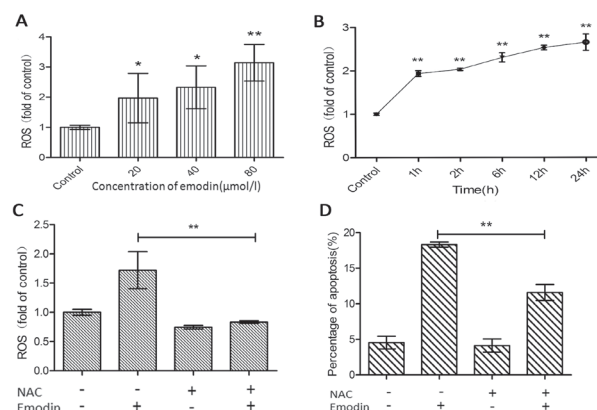 A
ROS (fold of control)
4
3
2
1
0
*
*
**
Control
20
40
80
Concentration of emodin(μmol/l)
B
ROS (fold of control)
3
2
1
0
**
**
**
**
**
Control
1h
2h
6h
12h
24h
Time(h)
C
ROS (fold of control)
2.5
2.0
1.5
1.0
0.5
0.0
**
NAC - - + +
Emodin - + - +
D
Percentage of apoptosis(%)
20
15
10
5
0
**
NAC - - + +
Emodin - + - +